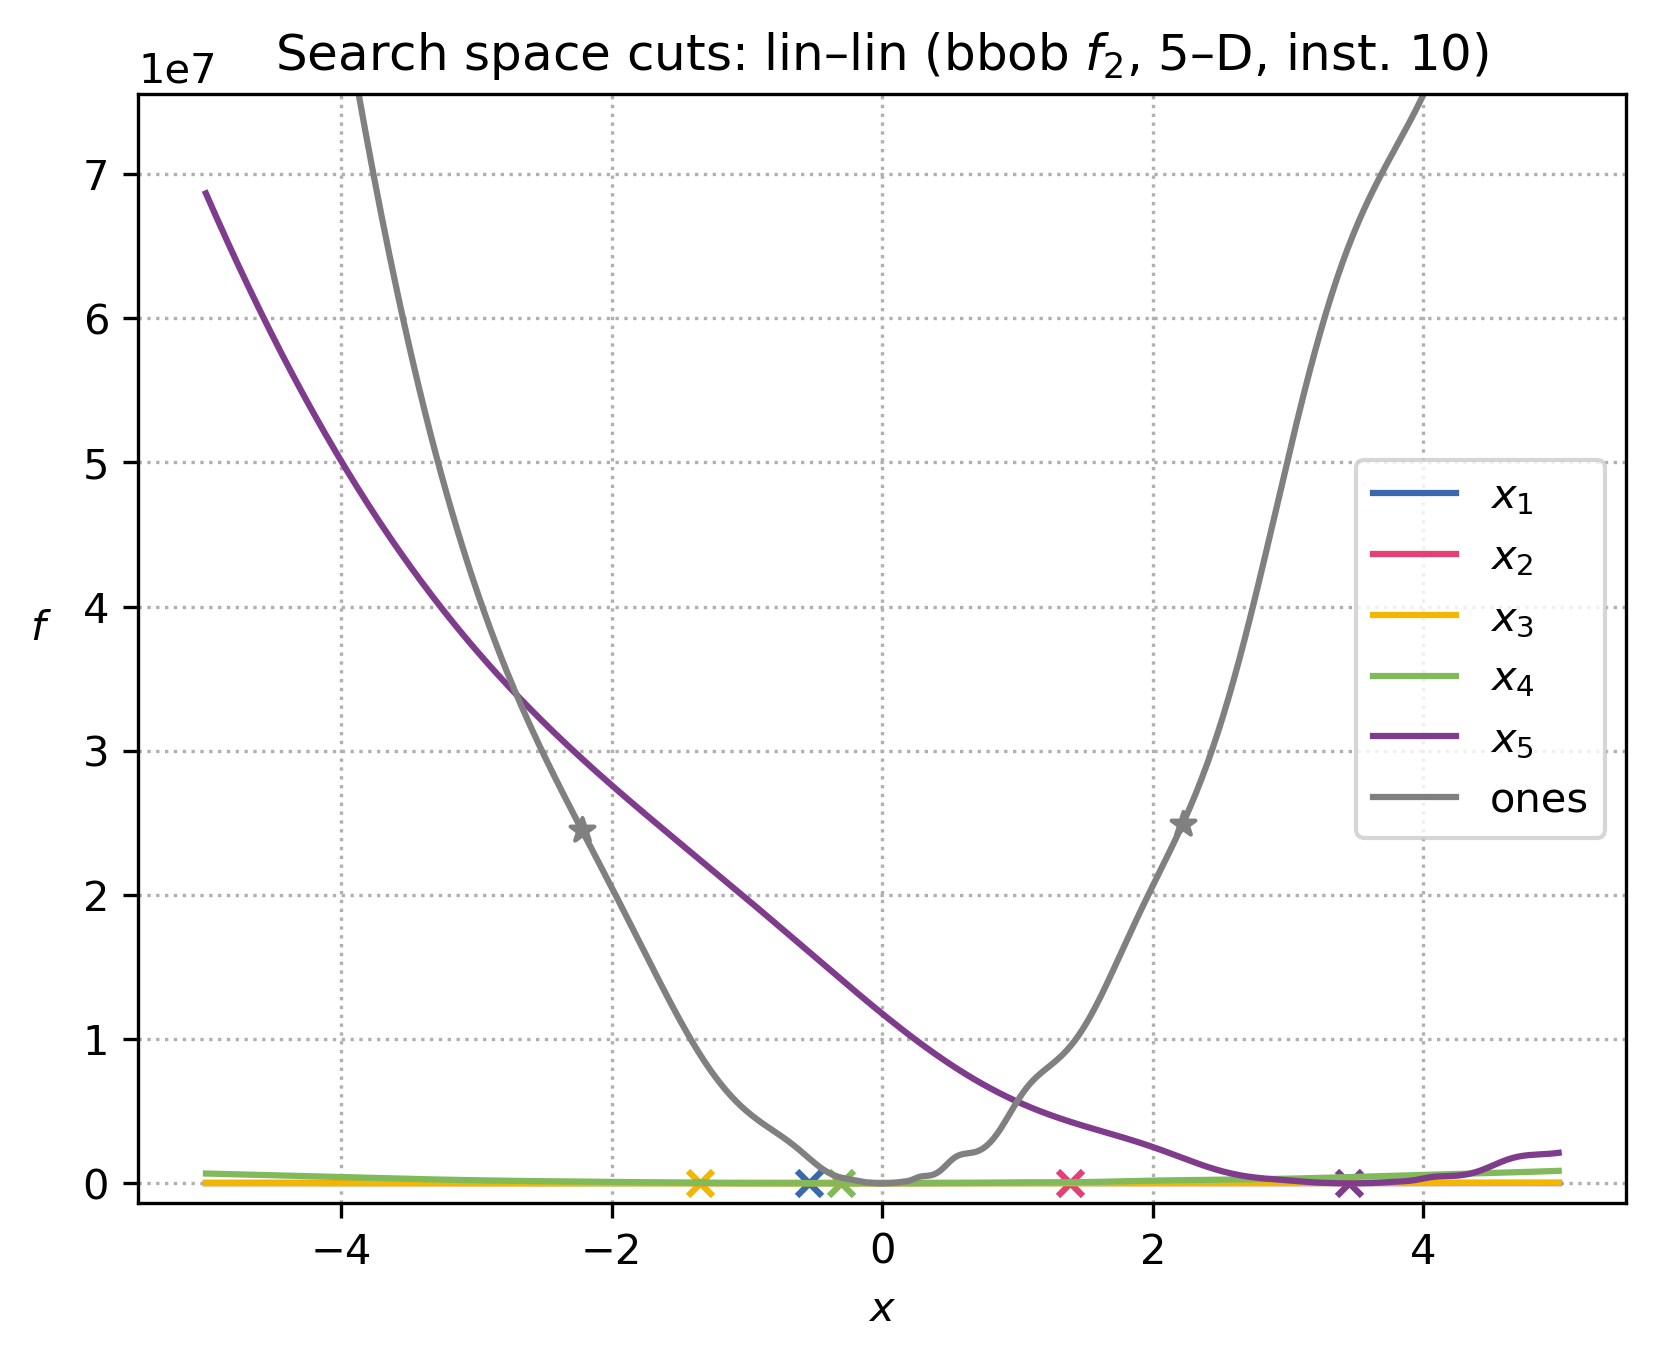 Search space cuts: lin–lin (bbob f₂, 5–D, inst. 10)
1e7
7
6
5
4
3
2
1
0
f
−4
−2
0
2
4
x
x₁
x₂
x₃
x₄
x₅
ones